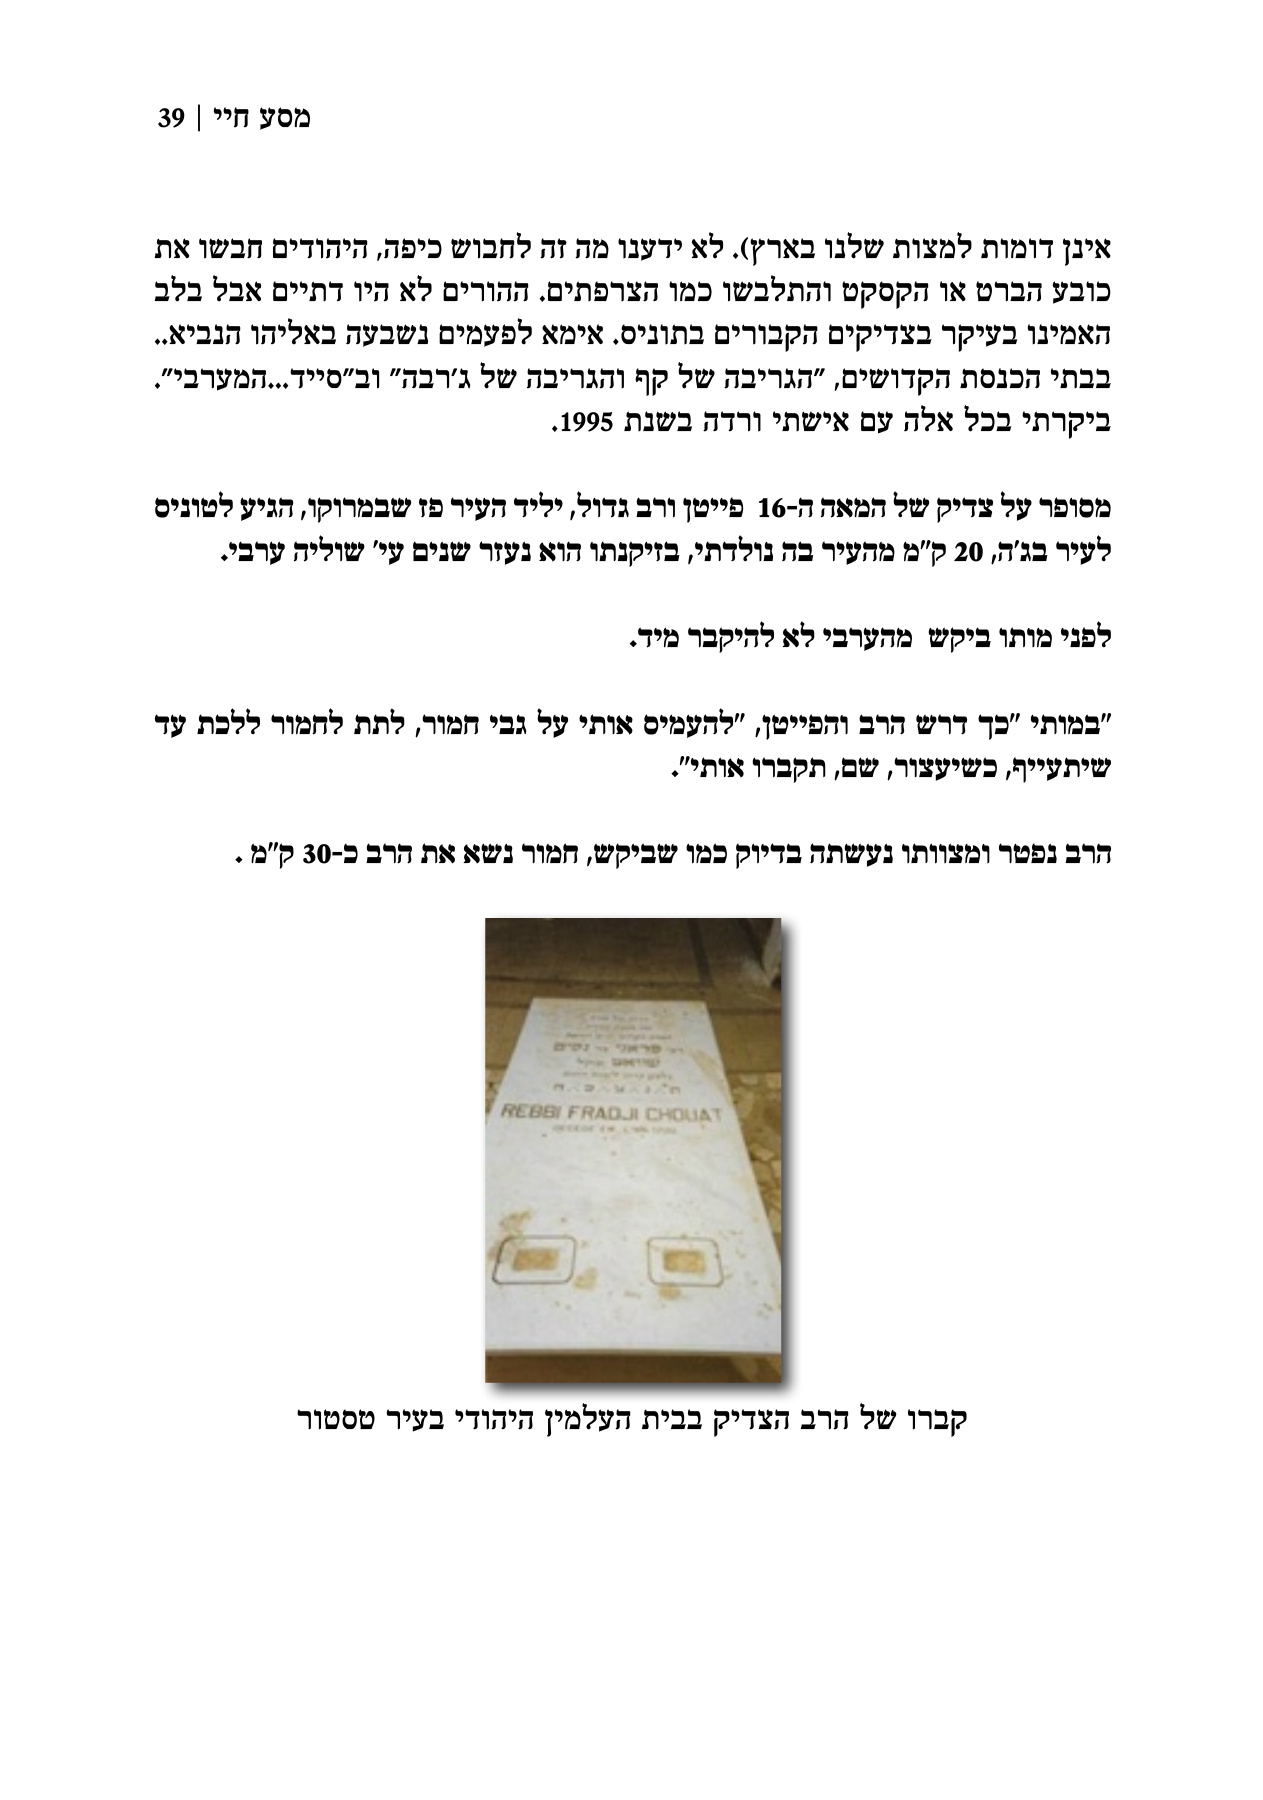 מסע חיי | 39
אינן דומות למצות שלנו בארץ). לא ידענו מה זה לחבוש כיפה, היהודים חבשו את
כובע הברט או הקסקט והתלבשו כמו הצרפתים. ההורים לא היו דתיים אבל בלב
האמינו בעיקר בצדיקים הקבורים בתוניס. אימא לפעמים נשבעה באליהו הנביא..
בבתי הכנסת הקדושים, "הגריבה של קף והגריבה של ג'רבה" וב"סייד...המערבי".
ביקרתי בכל אלה עם אישתי ורדה בשנת 1995.
מסופר על צדיק של המאה ה-16 פייטן ורב גדול, יליד העיר פז שבמרוקו, הגיע לטוניס
לעיר בג'ה, 20 ק"מ מהעיר בה נולדתי, בזיקנתו הוא נעזר שנים עי' שוליה ערבי.
לפני מותו ביקש מהערבי לא להיקבר מיד.
"במותי "כך דרש הרב והפייטן, "להעמיס אותי על גבי חמור, לתת לחמור ללכת עד
שיתעייף, כשיעצור, שם, תקברו אותי".
הרב נפטר ומצוותו נעשתה בדיוק כמו שביקש, חמור נשא את הרב כ-30 ק"מ .
רבי פראג'י
שוואט
REBBI FRADJI CHOUAT
קברו של הרב הצדיק בבית העלמין היהודי בעיר טסטור